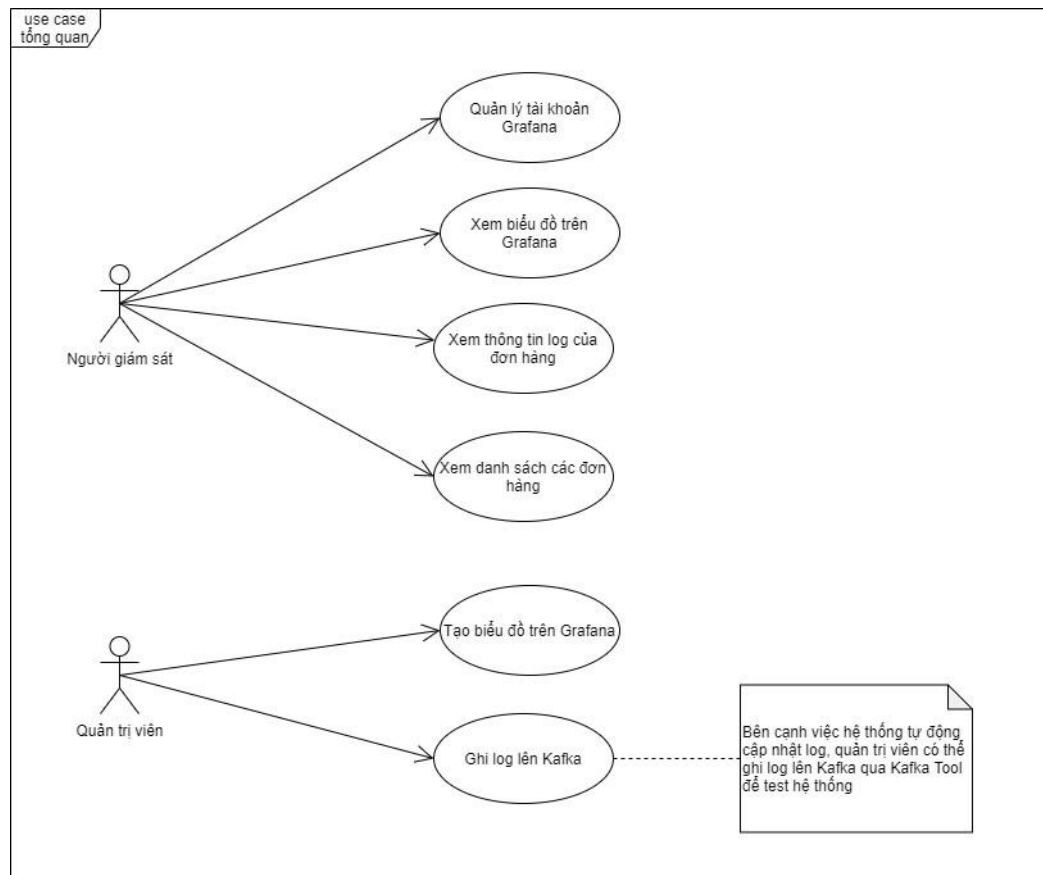 use case
tổng quan
Quản lý tài khoản
Grafana
Xem biểu đồ trên
Grafana
Xem thông tin log của
đơn hàng
Người giám sát
Xem danh sách các đơn
hàng
Tạo biểu đồ trên Grafana
Quản trị viên
Ghi log lên Kafka
Bên cạnh việc hệ thống tự động
cập nhật log, quản trị viên có thể
ghi log lên Kafka qua Kafka Tool
để test hệ thống